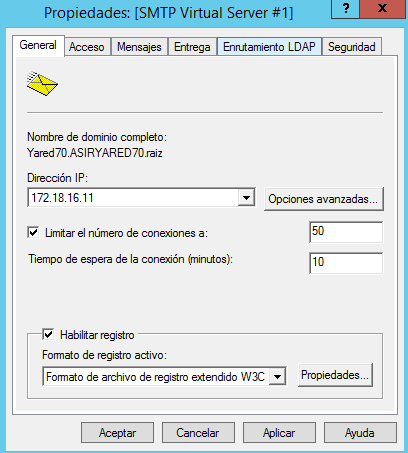 Propiedades: [SMTP Virtual Server #1]
? x
General Acceso Mensajes Entrega Enrutamiento LDAP Seguridad
Nombre de dominio completo:
Yared70.ASIRYARED70.raiz
Dirección IP:
172.18.16.11 Opciones avanzadas...
Limitar el número de conexiones a: 50
Tiempo de espera de la conexión (minutos): 10
Habilitar registro
Formato de registro activo:
Formato de archivo de registro extendido W3C Propiedades...
Aceptar Cancelar Aplicar Ayuda